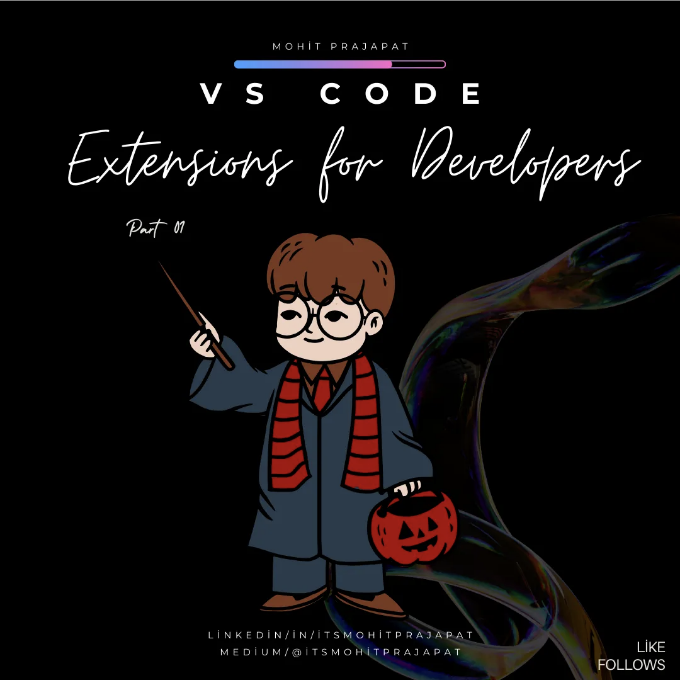 MOHİT PRAJAPAT
VS CODE
Extensions for Developers
Part 01
LİNKEDİN/İN/İTSMOHİTPRAJAPAT
MEDİUM/@İTSMOHİTPRAJAPAT
LİKE
FOLLOWS